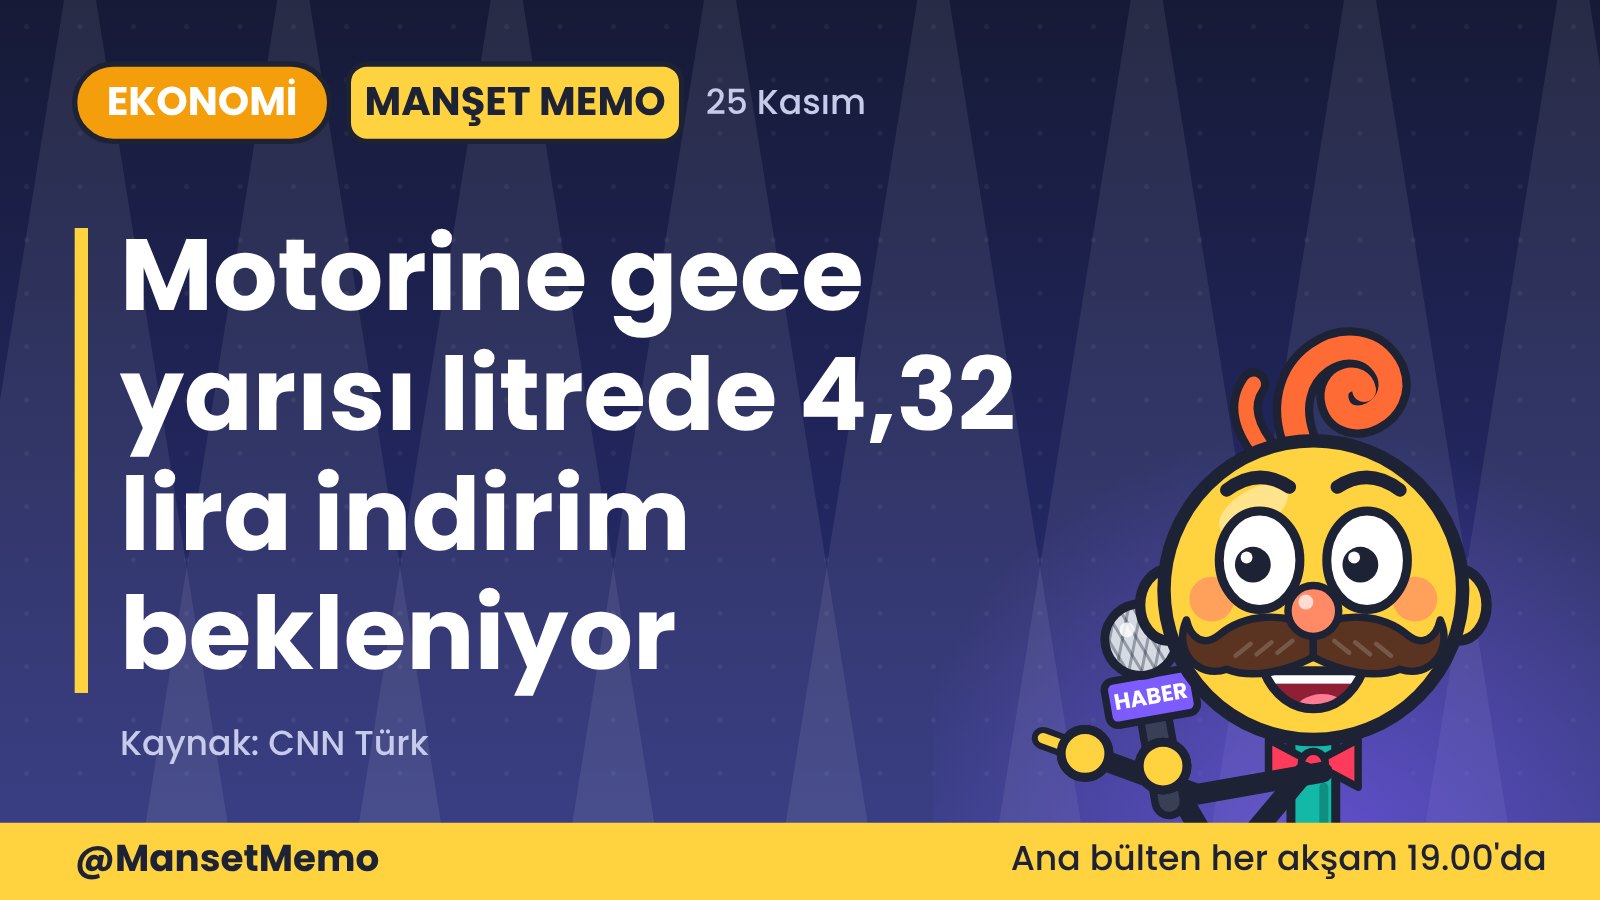 EKONOMİ MANŞET MEMO 25 Kasım
Motorine gece
yarısı litrede 4,32
lira indirim
bekleniyor
Kaynak: CNN Türk
HABER
@MansetMemo Ana bülten her akşam 19.00'da